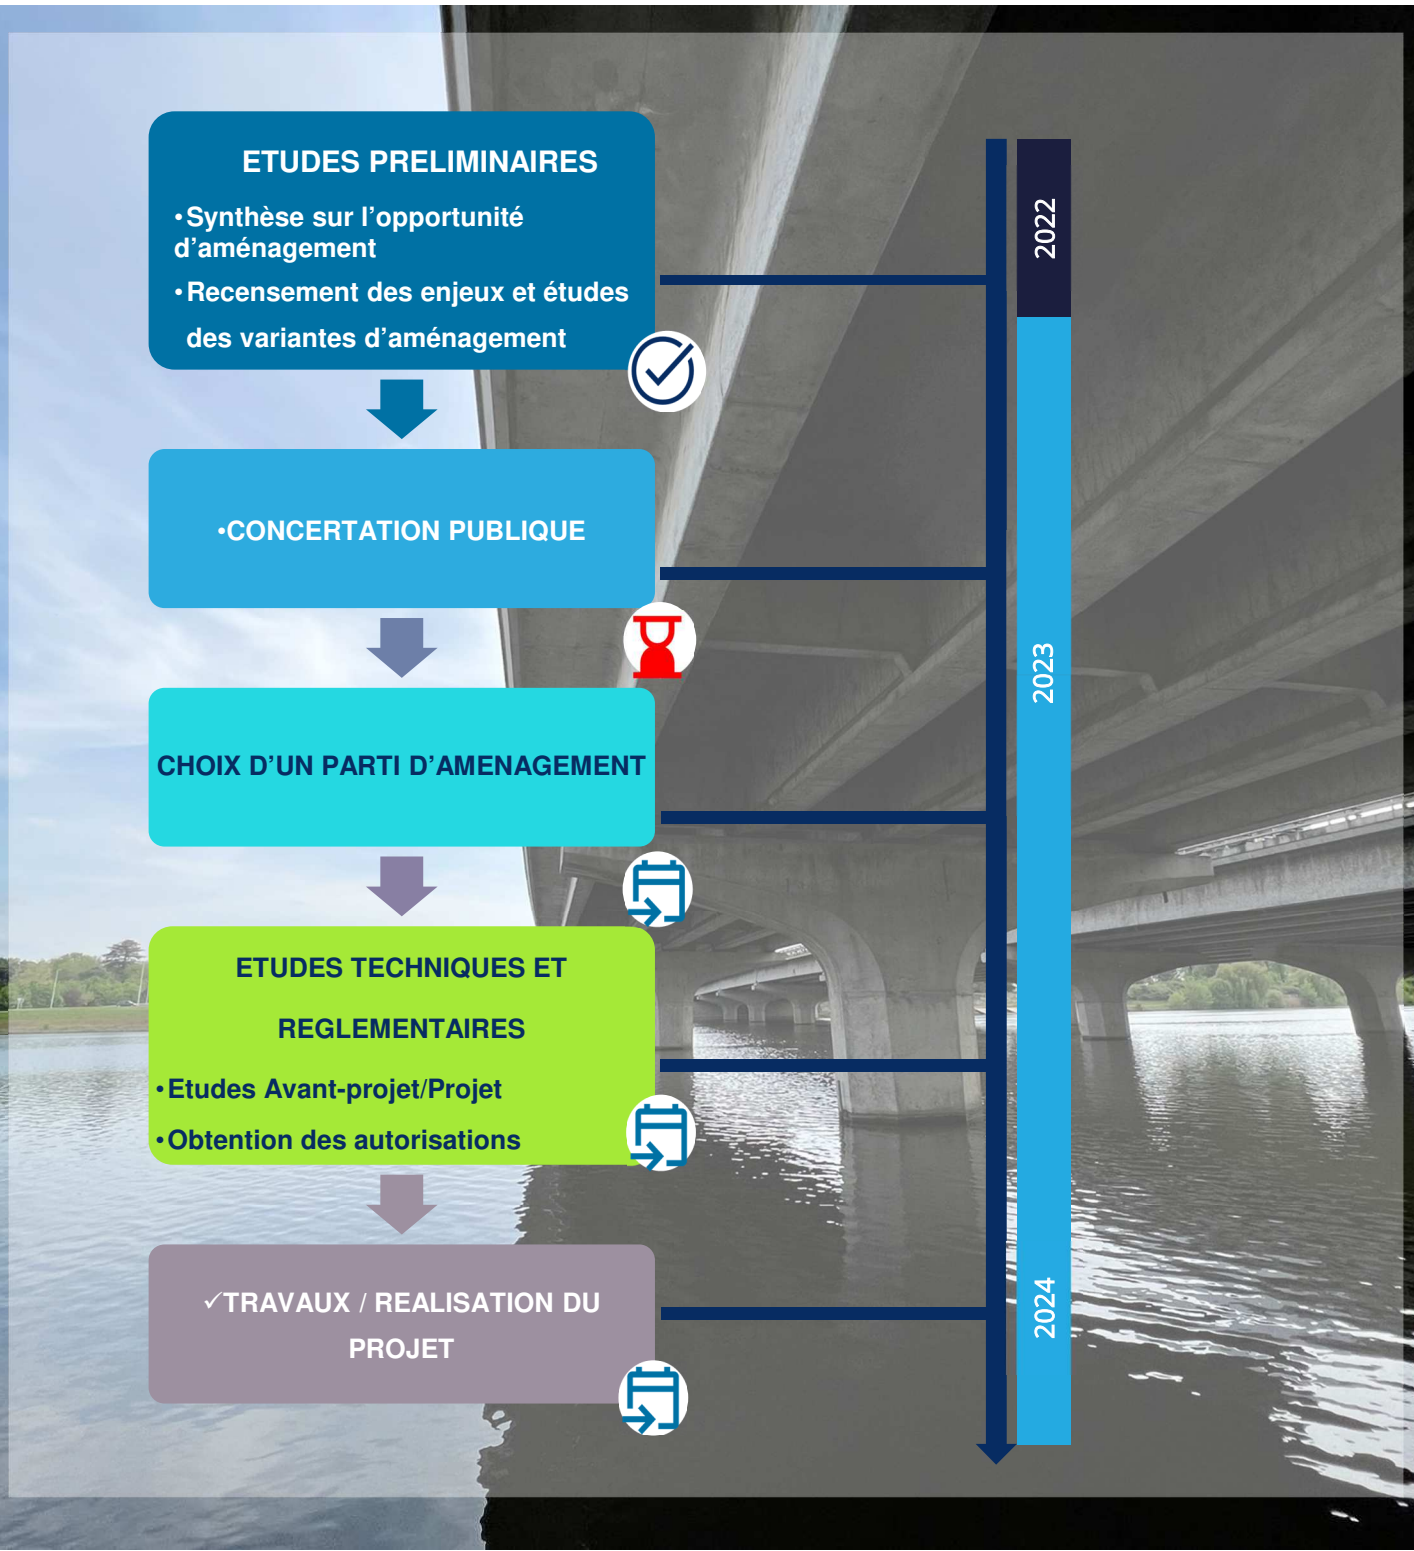 ETUDES PRELIMINAIRES
•Synthèse sur l’opportunité
d’aménagement
•Recensement des enjeux et études
des variantes d’aménagement
•CONCERTATION PUBLIQUE
CHOIX D’UN PARTI D’AMENAGEMENT
ETUDES TECHNIQUES ET
REGLEMENTAIRES
•Etudes Avant-projet/Projet
•Obtention des autorisations
✓TRAVAUX / REALISATION DU
PROJET
2022
2023
2024